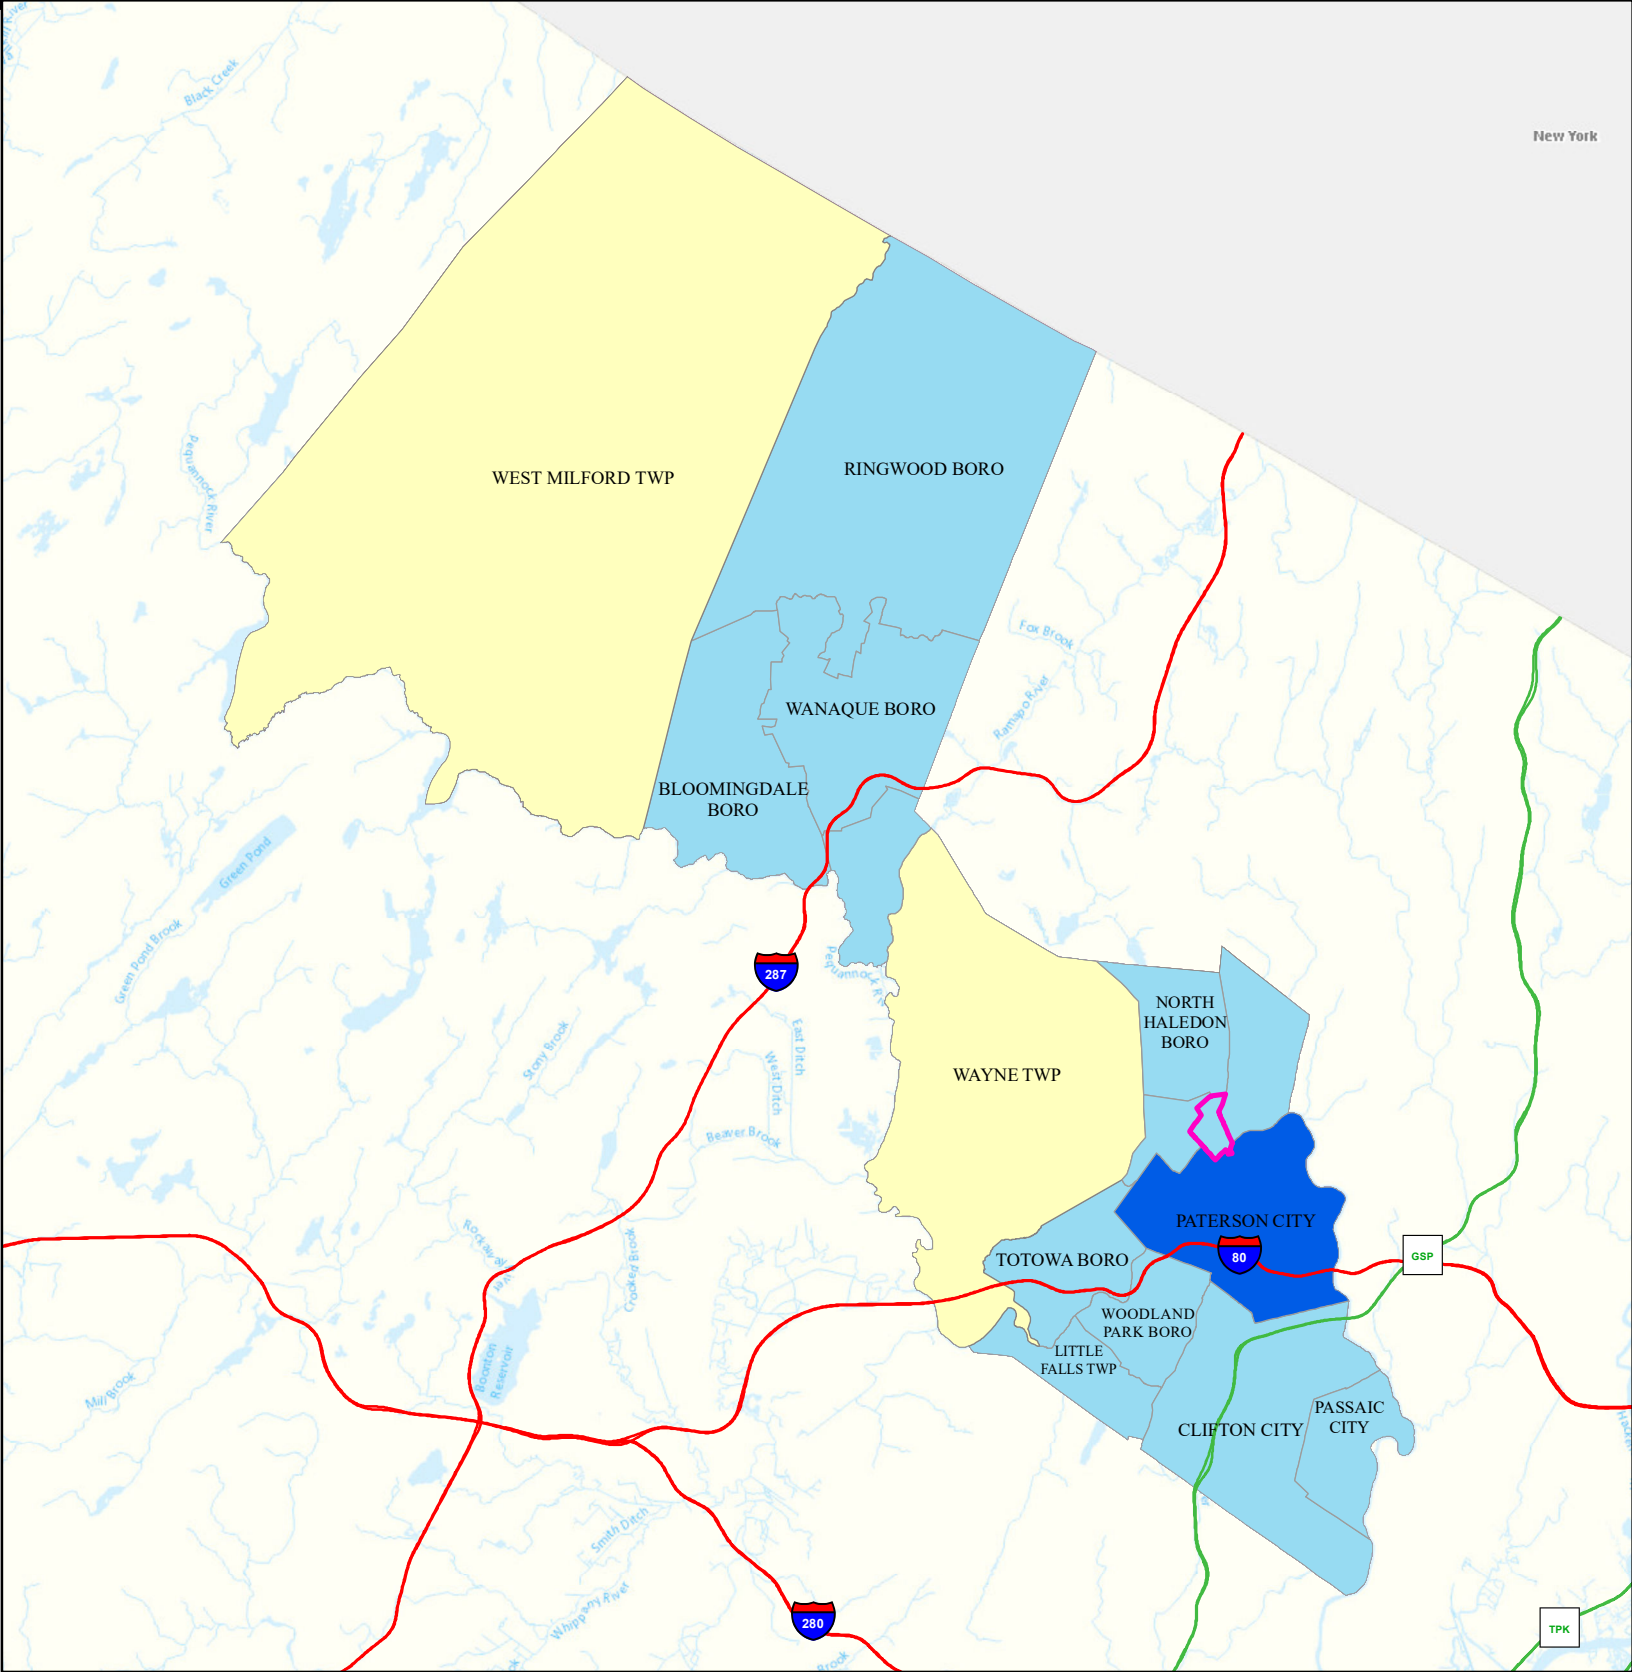 Black Creek
New York
Pequannock River
WEST MILFORD TWP
RINGWOOD BORO
Fox Brook
Ramapo River
WANAQUE BORO
BLOOMINGDALE
BORO
Green Pond
Green Pond Brook
287
Pequannock
NORTH
HALEDON
BORO
Stony Brook
East Ditch
West Ditch
WAYNE TWP
Beaver Brook
PATERSON CITY
Rockaway
River
Crooked Brook
TOTOWA BORO
80
GSP
WOODLAND
PARK BORO
LITTLE
FALLS TWP
Boonton
Reservoir
Mill Brook
PASSAIC
CITY
CLIFTON CITY
Smith Ditch
Whippany River
280
TPK
Brook